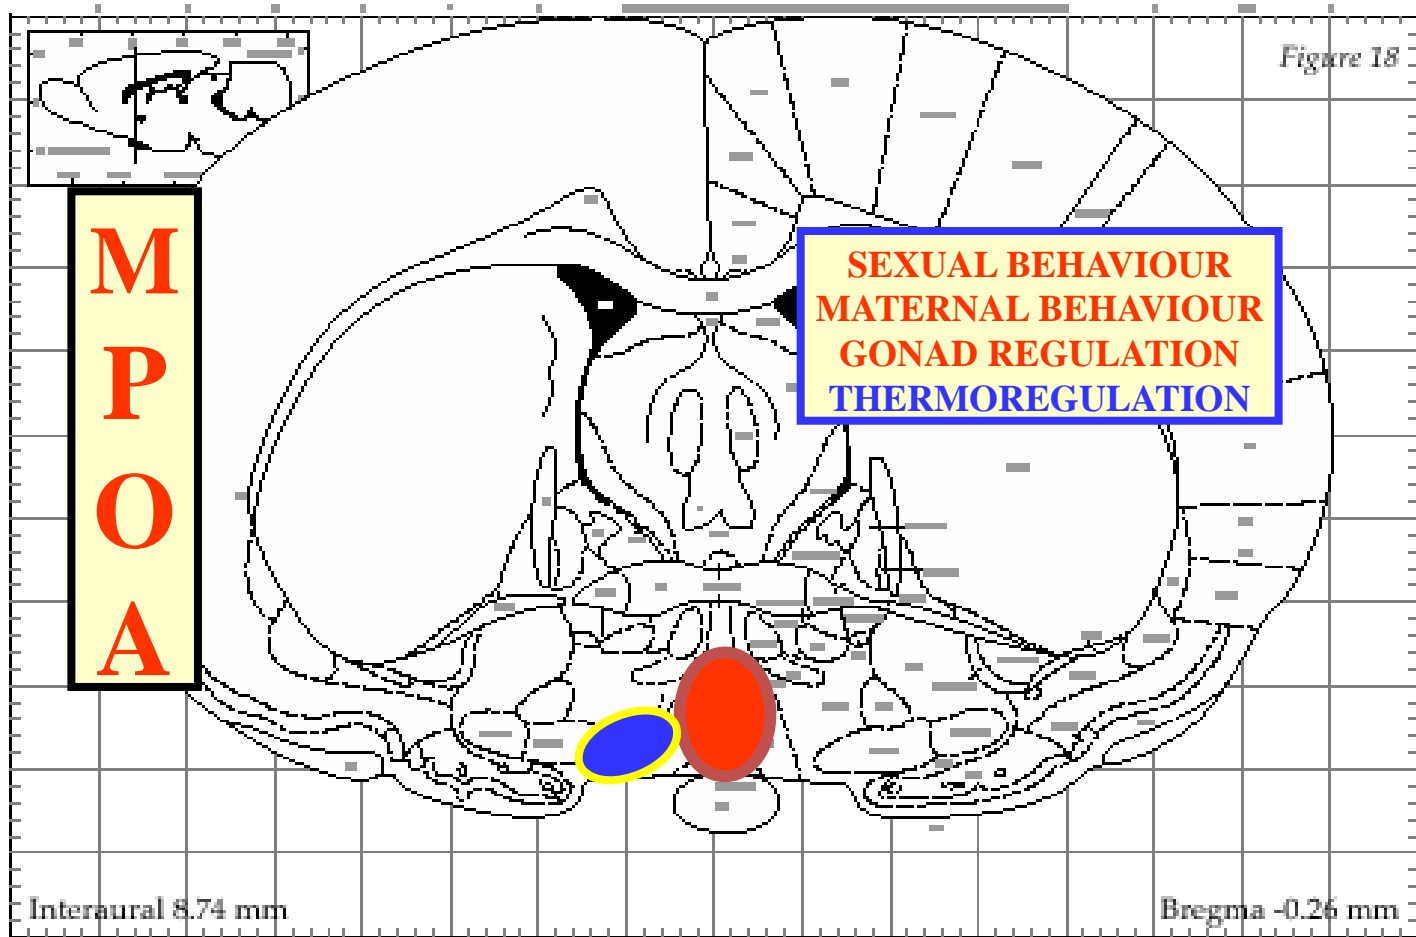 Figure 18
M
P
O
A
SEXUAL BEHAVIOUR
MATERNAL BEHAVIOUR
GONAD REGULATION
THERMOREGULATION
Interaural 8.74 mm
Bregma -0.26 mm